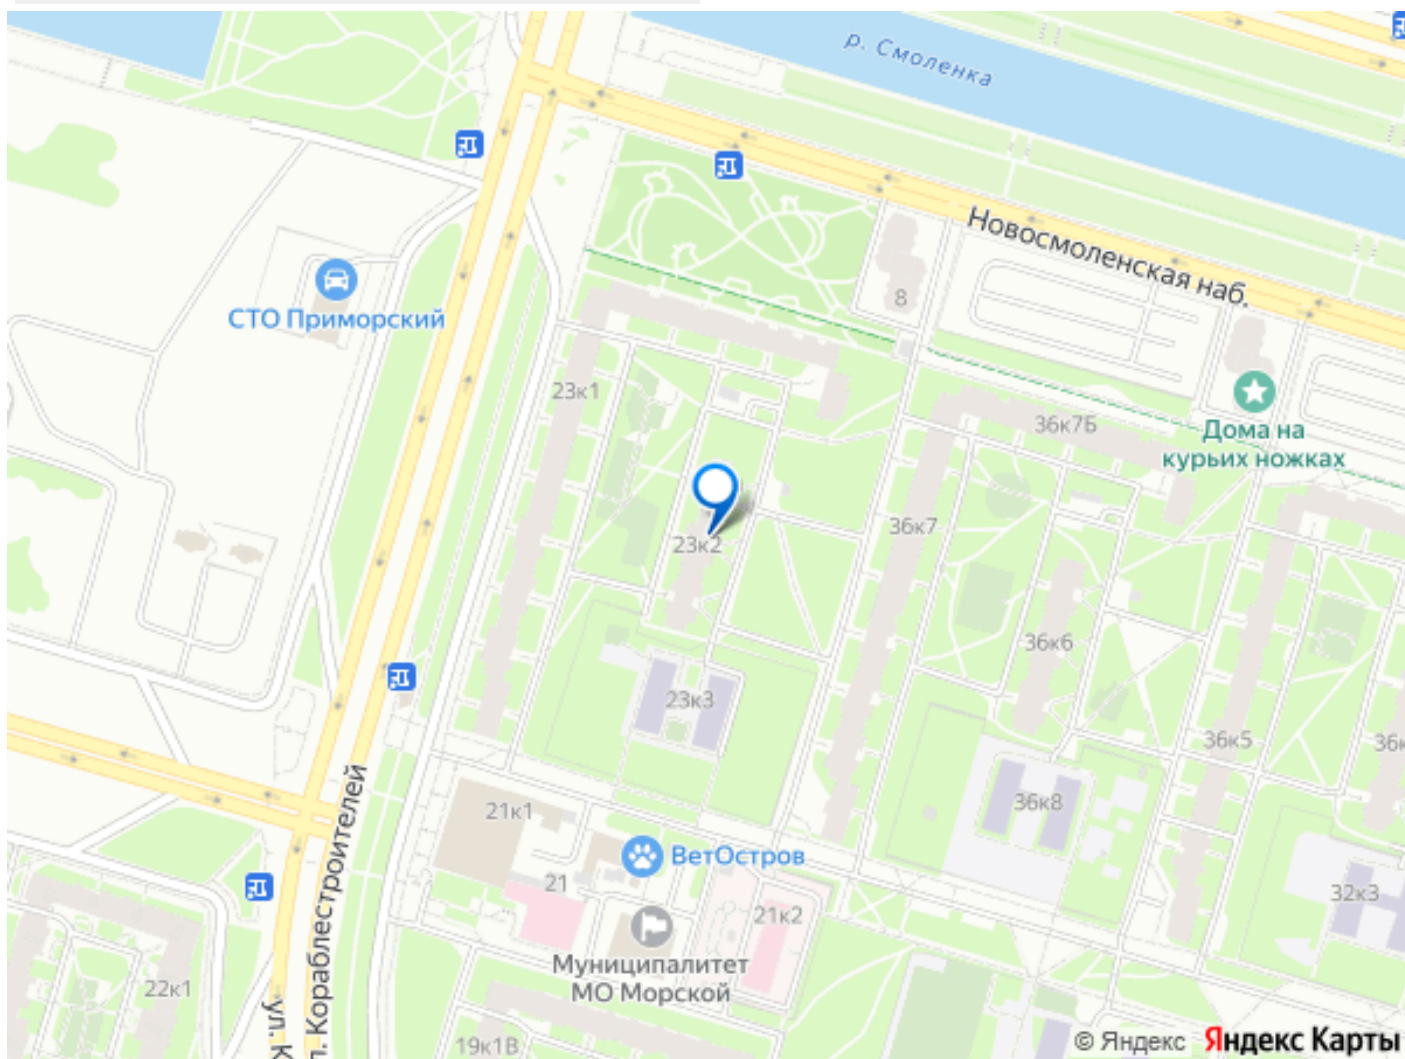 р. Смоленка
Новосмоленская наб.
СТО Приморский
8
23к1
36к7Б
Дома на
курьих ножках
36к7
23к2
36к6
23к3
36к5
36к
21к1
36к8
ВетОстров
21
32к3
21к2
Муниципалитет
МО Морской
22к1
ул. К
л. Кораблестроителей
19к1В
© Яндекс Яндекс Карты